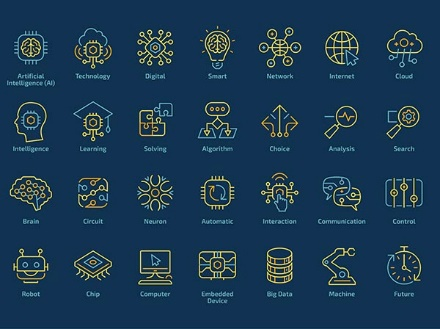 Artificial Intelligence (AI)
Technology
Digital
Smart
Network
Internet
Cloud
Intelligence
Learning
Solving
Algorithm
Choice
Analysis
Search
Brain
Circuit
Neuron
Automatic
Interaction
Communication
Control
Robot
Chip
Computer
Embedded Device
Big Data
Machine
Future